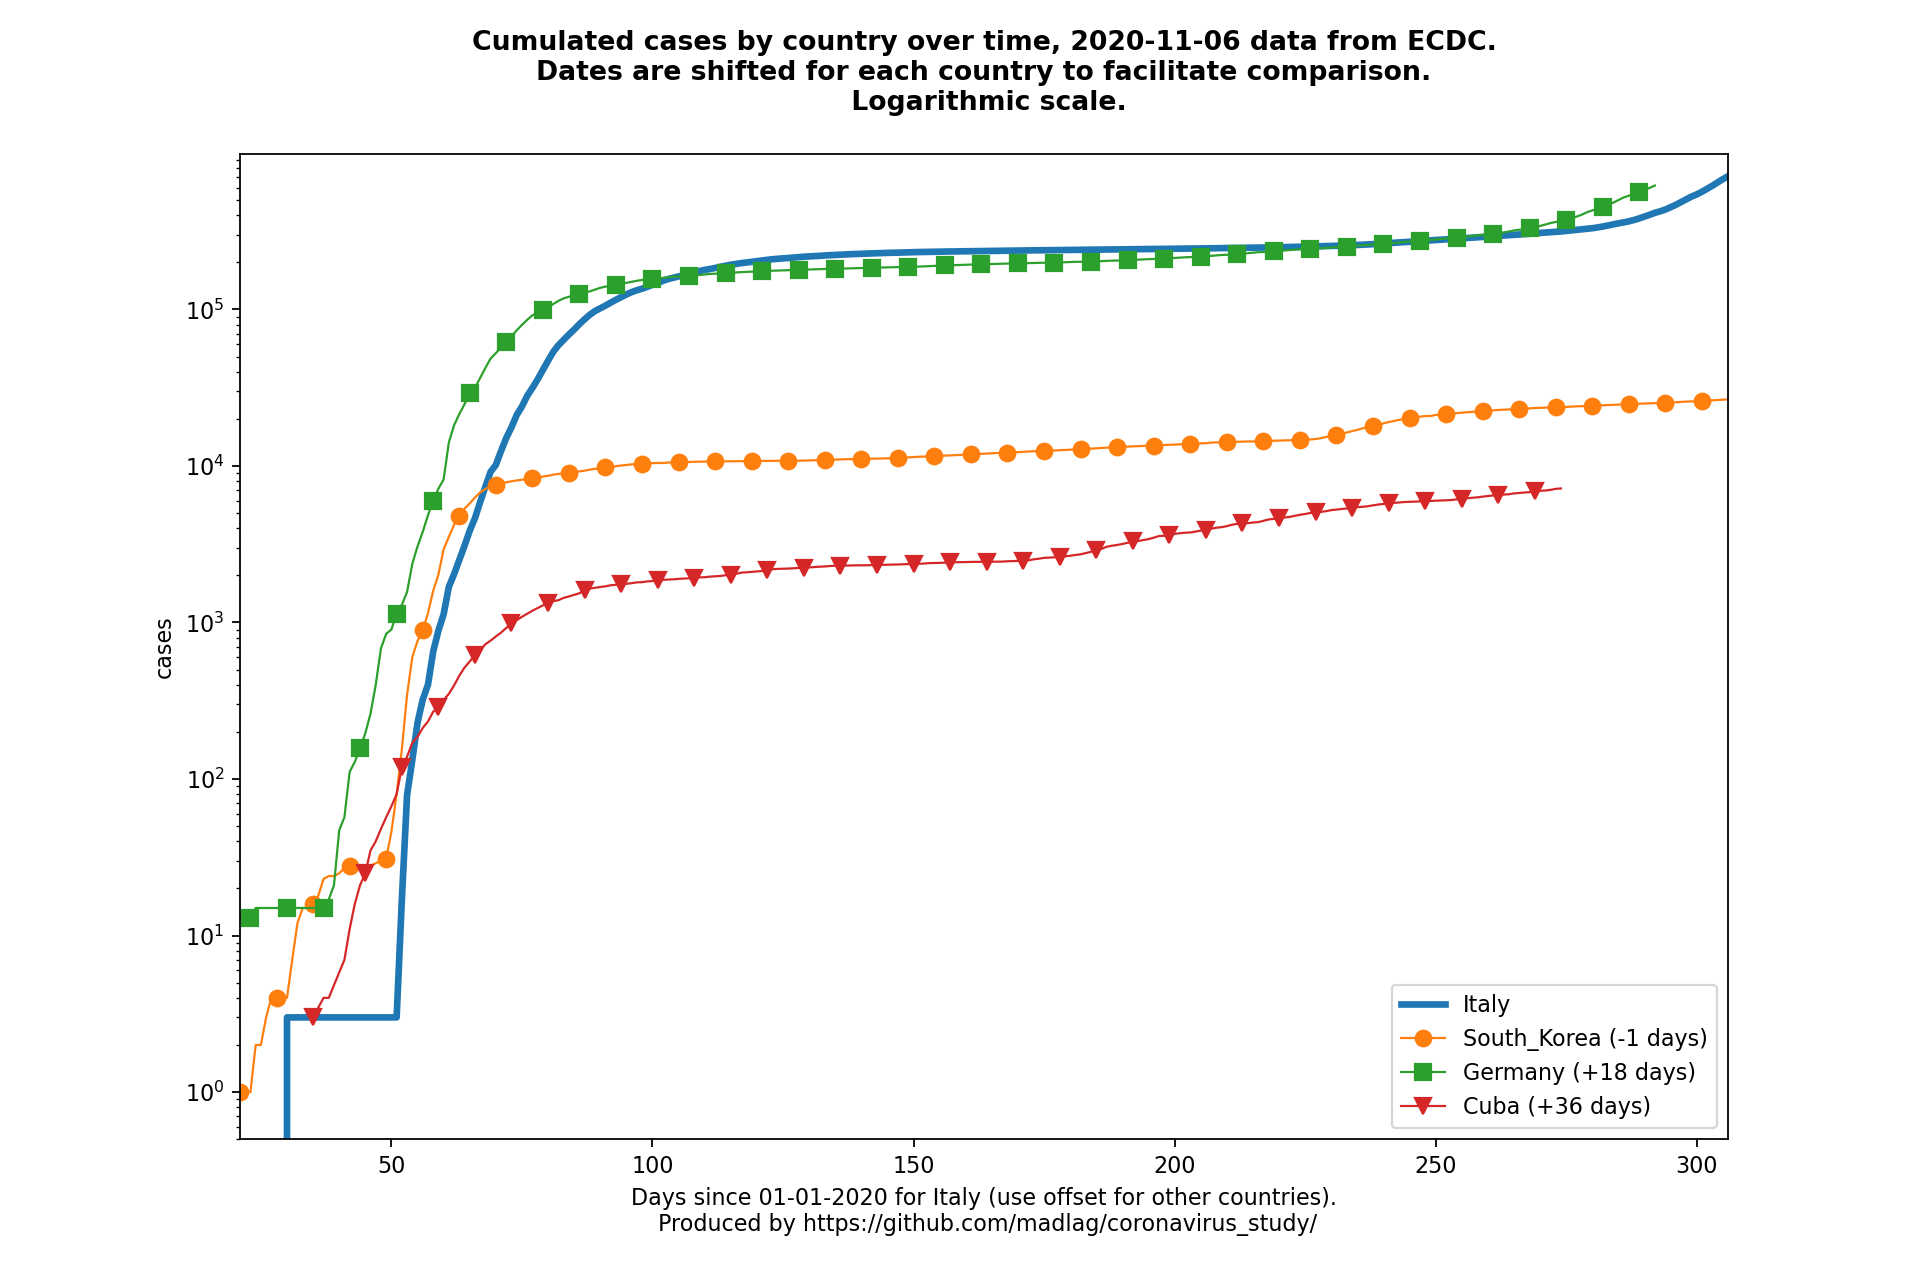 Cumulated cases by country over time, 2020-11-06 data from ECDC.
Dates are shifted for each country to facilitate comparison.
Logarithmic scale.
cases
10^5
10^4
10^3
10^2
10^1
10^0
50 100 150 200 250 300
Italy
South_Korea (-1 days)
Germany (+18 days)
Cuba (+36 days)
Days since 01-01-2020 for Italy (use offset for other countries).
Produced by https://github.com/madlag/coronavirus_study/